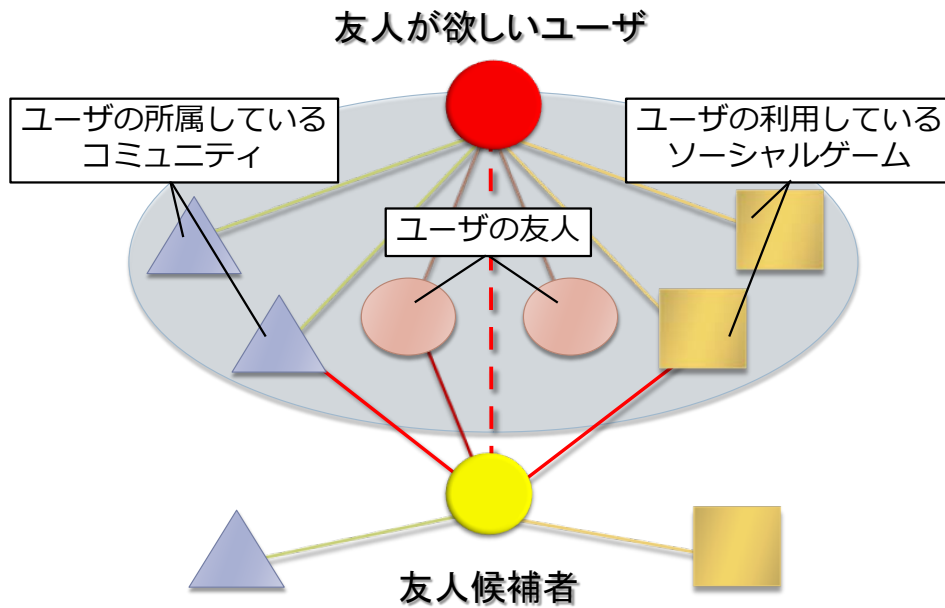 友人が欲しいユーザ
ユーザの所属している
コミュニティ
ユーザの利用している
ソーシャルゲーム
ユーザの友人
友人候補者